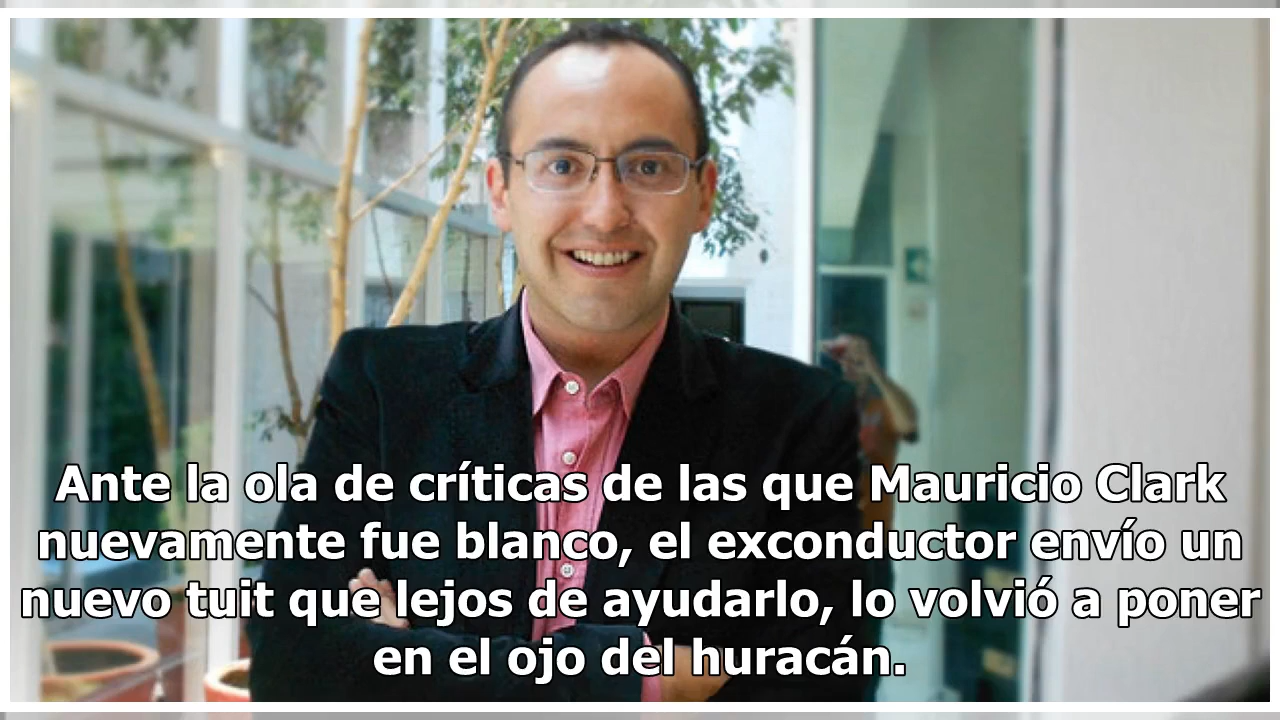 Ante la ola de críticas de las que Mauricio Clark
nuevamente fue blanco, el exconductor envío un
nuevo tuit que lejos de ayudarlo, lo volvió a poner
en el ojo del huracán.